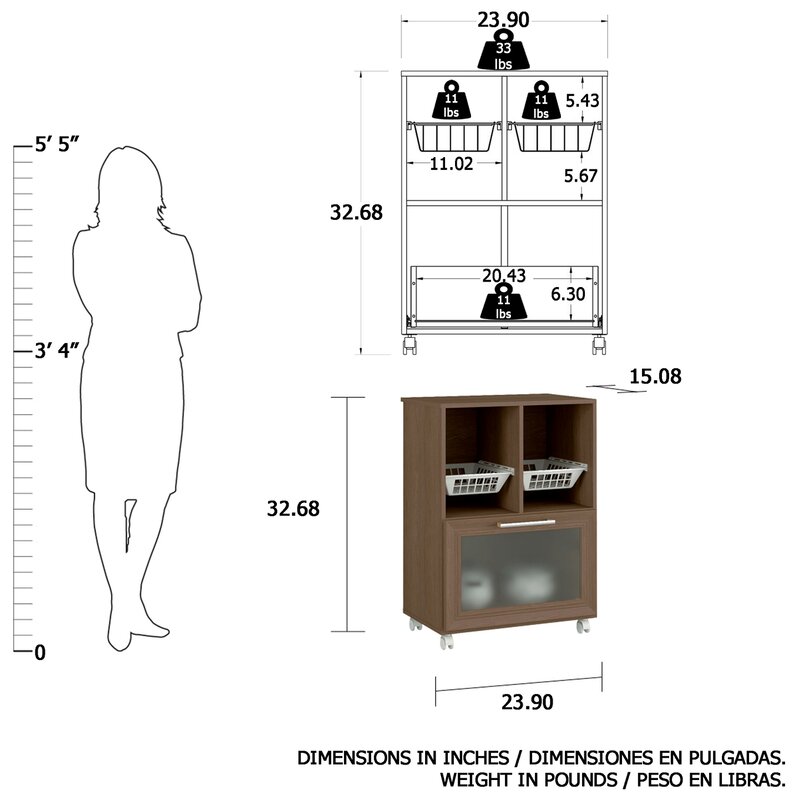 23.90
33
lbs
11
lbs
11
lbs
5.43
5' 5”
11.02
5.67
32.68
20.43
6.30
11
lbs
3' 4”
15.08
32.68
0
23.90
DIMENSIONS IN INCHES / DIMENSIONES EN PULGADAS.
WEIGHT IN POUNDS / PESO EN LIBRAS.